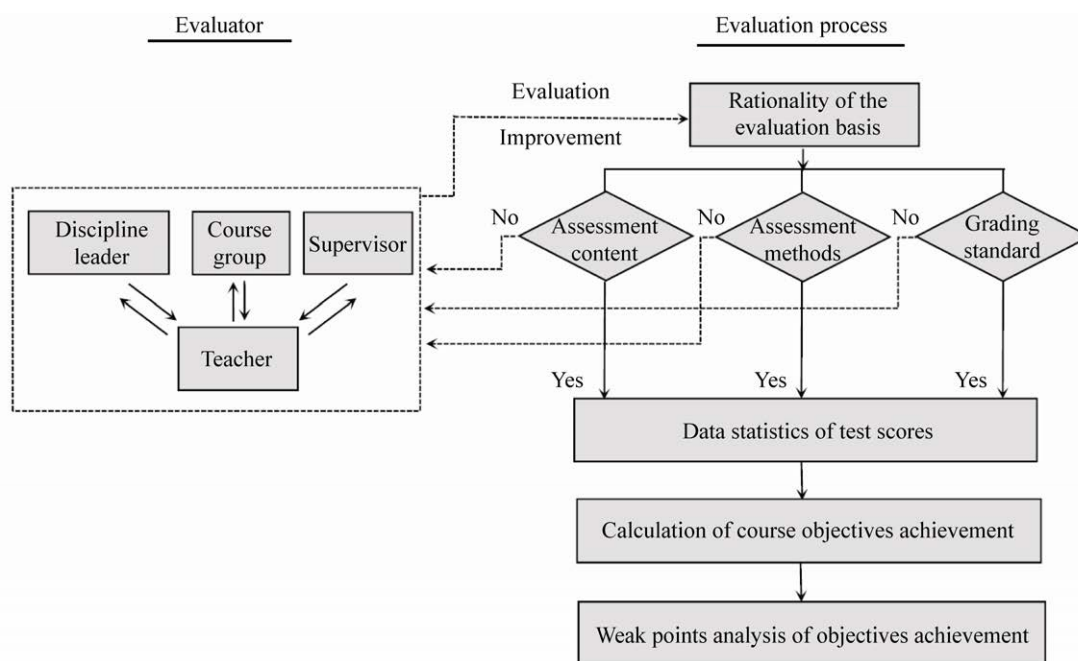 Evaluator
Evaluation process
Evaluation
Improvement
Rationality of the
evaluation basis
Discipline
leader
Course
group
Supervisor
Teacher
No
Assessment
content
No
Assessment
methods
No
Grading
standard
Yes
Yes
Yes
Data statistics of test scores
Calculation of course objectives achievement
Weak points analysis of objectives achievement